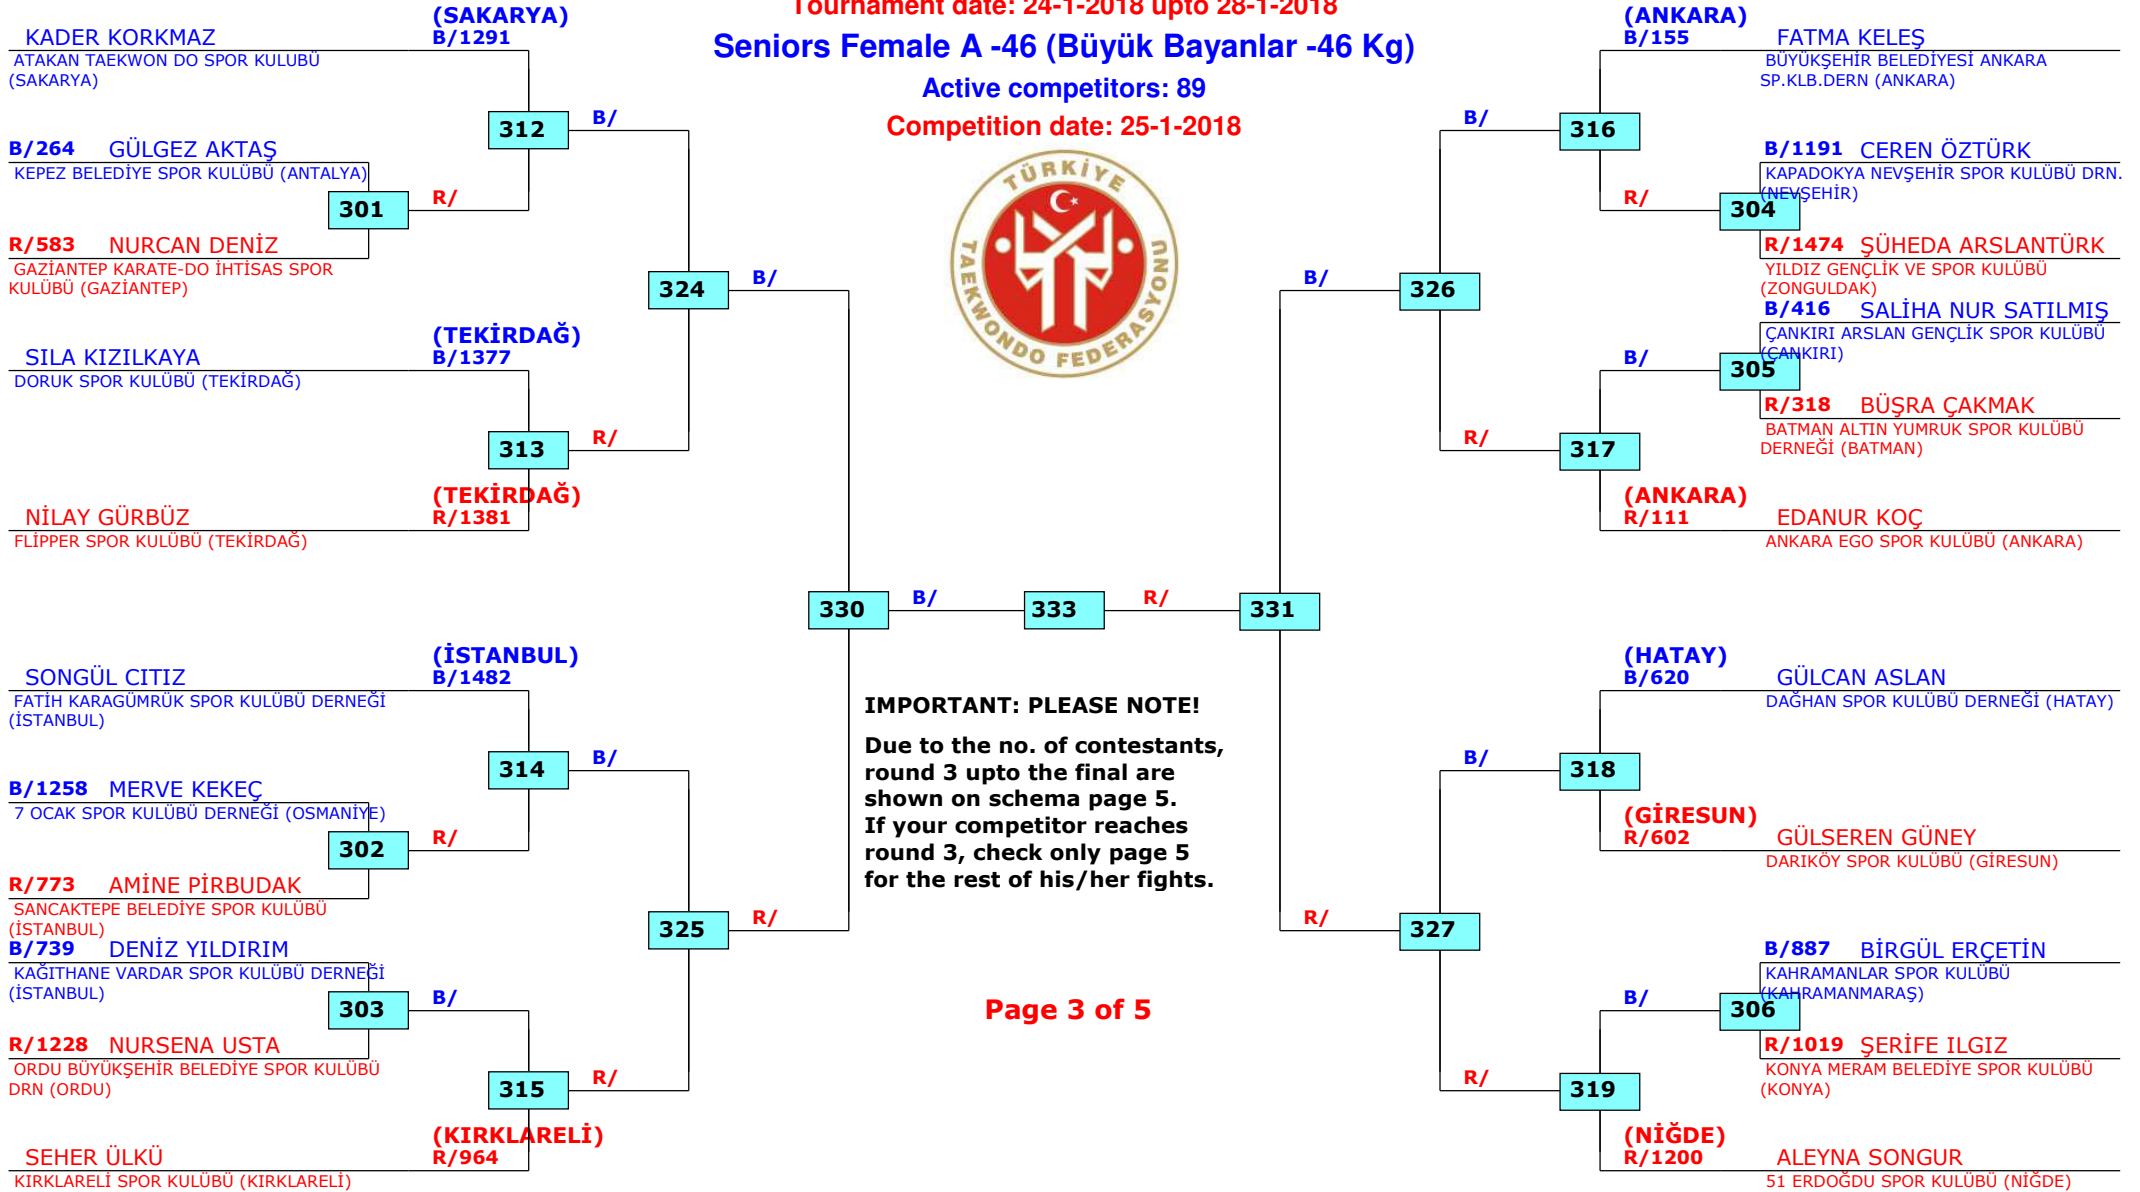 Tournament date: 24-1-2018 upto 28-1-2018
Seniors Female A -46 (Büyük Bayanlar -46 Kg)
Active competitors: 89
Competition date: 25-1-2018
TÜRKİYE
TAEKWONDO FEDERASYONU
(SAKARYA)
KADER KORKMAZ B/1291
ATAKAN TAEKWON DO SPOR KULUBÜ
(SAKARYA)
312 B/
B/264 GÜLGEZ AKTAŞ
KEPEZ BELEDİYE SPOR KULÜBÜ (ANTALYA)
301 R/
R/583 NURCAN DENİZ
GAZİANTEP KARATE-DO İHTİSAS SPOR
KULÜBÜ (GAZİANTEP)
324 B/
(TEKİRDAĞ)
SILA KIZILKAYA B/1377
DORUK SPOR KULÜBÜ (TEKİRDAĞ)
313 R/
(TEKİRDAĞ)
NİLAY GÜRBÜZ R/1381
FLİPPER SPOR KULÜBÜ (TEKİRDAĞ)
330 B/ 333 R/ 331
(İSTANBUL)
SONGÜL CITIZ B/1482
FATİH KARAGÜMRÜK SPOR KULÜBÜ DERNEĞİ
(İSTANBUL)
314 B/
B/1258 MERVE KEKEÇ
7 OCAK SPOR KULÜBÜ DERNEĞİ (OSMANİYE)
302 R/
R/773 AMİNE PİRBUDAK
SANCAKTEPE BELEDİYE SPOR KULÜBÜ
(İSTANBUL)
325 R/
B/739 DENİZ YILDIRIM
KAĞITHANE VARDAR SPOR KULÜBÜ DERNEĞİ
(İSTANBUL)
303 B/
R/1228 NURSENA USTA
ORDU BÜYÜKŞEHİR BELEDİYE SPOR KULÜBÜ
DRN (ORDU)
315 R/
(KIRKLARELİ)
SEHER ÜLKÜ R/964
KIRKLARELİ SPOR KULÜBÜ (KIRKLARELİ)
IMPORTANT: PLEASE NOTE!
Due to the no. of contestants,
round 3 upto the final are
shown on schema page 5.
If your competitor reaches
round 3, check only page 5
for the rest of his/her fights.
Page 3 of 5
(ANKARA)
B/155 FATMA KELEŞ
BÜYÜKŞEHİR BELEDİYESİ ANKARA
SP.KLB.DERN (ANKARA)
B/ 316
B/1191 CEREN ÖZTÜRK
KAPADOKYA NEVŞEHİR SPOR KULÜBÜ DRN.
(NEVŞEHİR)
R/ 304
R/1474 ŞÜHEDA ARSLANTÜRK
YILDIZ GENÇLİK VE SPOR KULÜBÜ
(ZONGULDAK)
B/ 326
B/416 SALİHA NUR SATILMIŞ
ÇANKIRI ARSLAN GENÇLİK SPOR KULÜBÜ
(ÇANKIRI)
B/ 305
R/318 BÜŞRA ÇAKMAK
BATMAN ALTIN YUMRUK SPOR KULÜBÜ
DERNEĞİ (BATMAN)
R/ 317
(ANKARA)
R/111 EDANUR KOÇ
ANKARA EGO SPOR KULÜBÜ (ANKARA)
(HATAY)
B/620 GÜLCAN ASLAN
DAĞHAN SPOR KULÜBÜ DERNEĞİ (HATAY)
B/ 318
(GİRESUN)
R/602 GÜLSEREN GÜNEY
DARIKÖY SPOR KULÜBÜ (GİRESUN)
R/ 327
B/887 BİRGÜL ERÇETİN
KAHRAMANLAR SPOR KULÜBÜ
(KAHRAMANMARAŞ)
B/ 306
R/1019 ŞERİFE ILGIZ
KONYA MERAM BELEDİYE SPOR KULÜBÜ
(KONYA)
R/ 319
(NİĞDE)
R/1200 ALEYNA SONGUR
51 ERDOĞDU SPOR KULÜBÜ (NİĞDE)